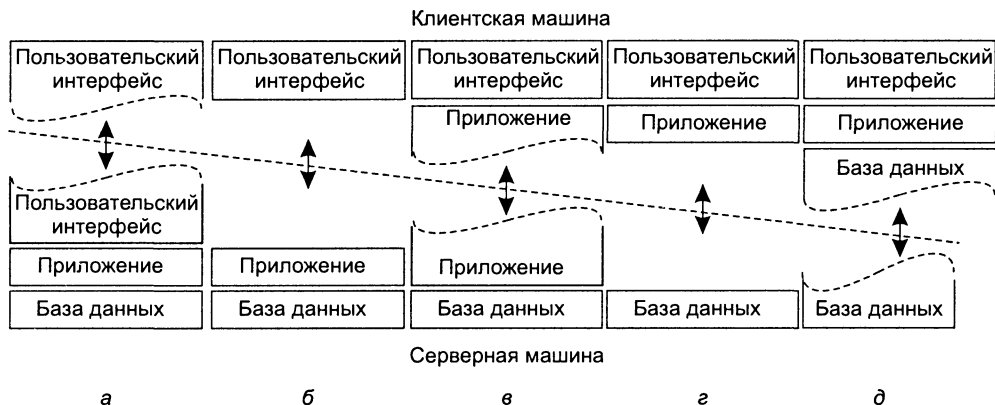 Клиентская машина
Пользовательский
интерфейс
Пользовательский
интерфейс
Пользовательский
интерфейс
Пользовательский
интерфейс
Пользовательский
интерфейс
Приложение
Приложение
Приложение
База данных
Пользовательский
интерфейс
Приложение
Приложение
Приложение
База данных
База данных
База данных
База данных
База данных
Серверная машина
а
б
в
г
д